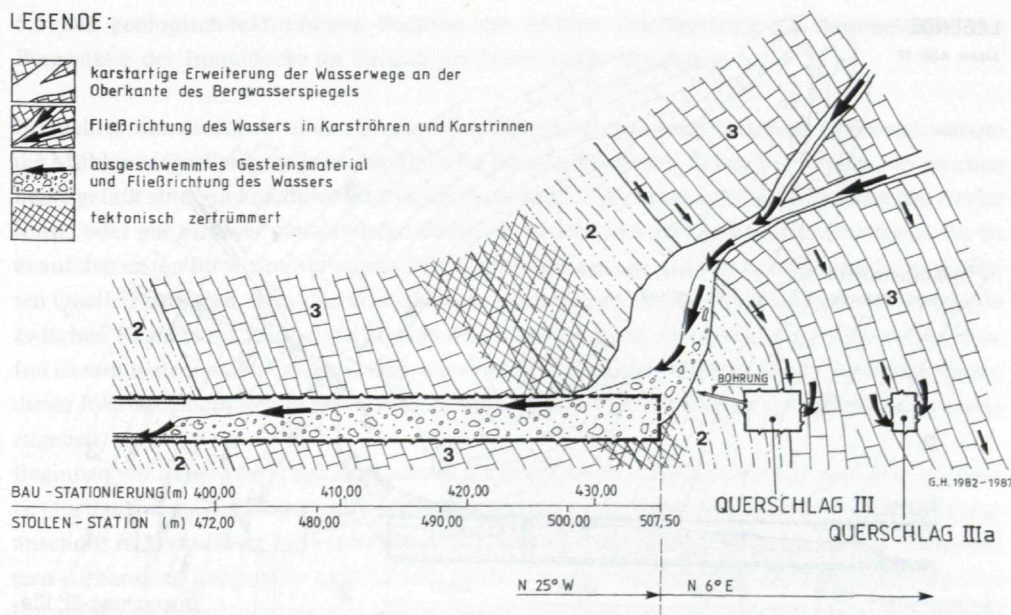 LEGENDE:
karstartige Erweiterung der Wasserwege an der
Oberkante des Bergwasserspiegels
Fließrichtung des Wassers in Karströhren und Karstrinnen
ausgeschwemmtes Gesteinsmaterial
und Fließrichtung des Wassers
tektonisch zertrümmert
3
2
3
3
2
BOHRUNG
2
2
3
G.H. 1982-1987
BAU-STATIONIERUNG (m) 400,00 410,00 420,00 430,00
QUERSCHLAG III
STOLLEN-STATION (m) 472,00 480,00 490,00 500,00 507,50
QUERSCHLAG IIIa
N 25° W N 6° E